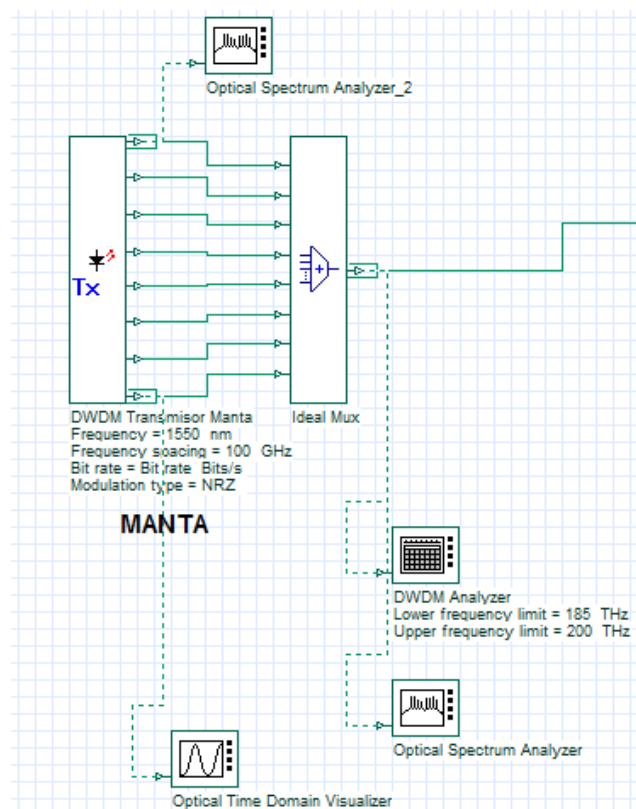 Optical Spectrum Analyzer_2
Tx
DWDM Transmisor Manta
Frequency = 1550 nm
Frequency spacing = 100 GHz
Bit rate = Bit rate Bits/s
Modulation type = NRZ
Ideal Mux
MANTA
DWDM Analyzer
Lower frequency limit = 185 THz
Upper frequency limit = 200 THz
Optical Spectrum Analyzer
Optical Time Domain Visualizer